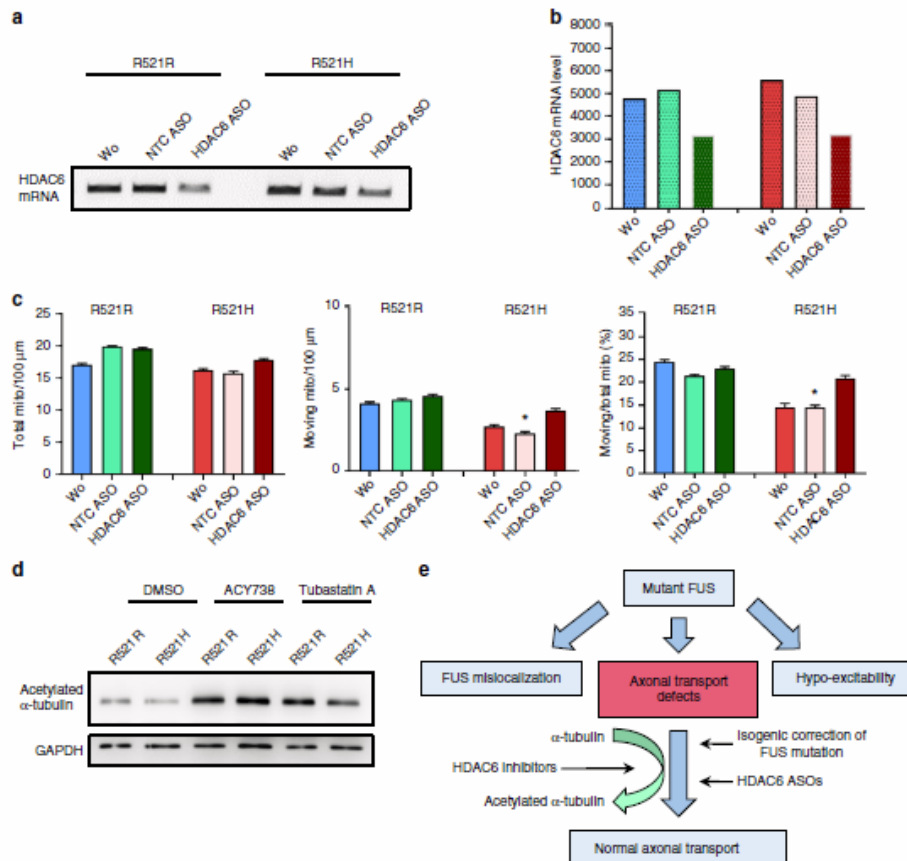 a
R521R
R521H
Wo
NTC ASO
HDAC6 ASO
Wo
NTC ASO
HDAC6 ASO
HDAC6
mRNA
b
HDAC6 mRNA level
8000
7000
6000
5000
4000
3000
2000
1000
0
Wo
NTC ASO
HDAC6 ASO
Wo
NTC ASO
HDAC6 ASO
c
R521R
R521H
Total mito/100 μm
25
20
15
10
5
0
Wo
NTC ASO
HDAC6 ASO
Wo
NTC ASO
HDAC6 ASO
R521R
R521H
Moving mito/100 μm
10
5
0
*
Wo
NTC ASO
HDAC6 ASO
Wo
NTC ASO
HDAC6 ASO
R521R
R521H
Moving/total mito (%)
35
25
20
15
10
5
0
*
Wo
NTC ASO
HDAC6 ASO
Wo
NTC ASO
HDAC6 ASO
d
DMSO
ACY738
Tubastatin A
R521R
R521H
R521R
R521H
R521R
R521H
Acetylated
α-tubulin
GAPDH
e
Mutant FUS
FUS mislocalization
Axonal transport
defects
Hypo-excitability
α-tubulin
Isogenic correction of
FUS mutation
HDAC6 inhibitors
HDAC6 ASOs
Acetylated α-tubulin
Normal axonal transport